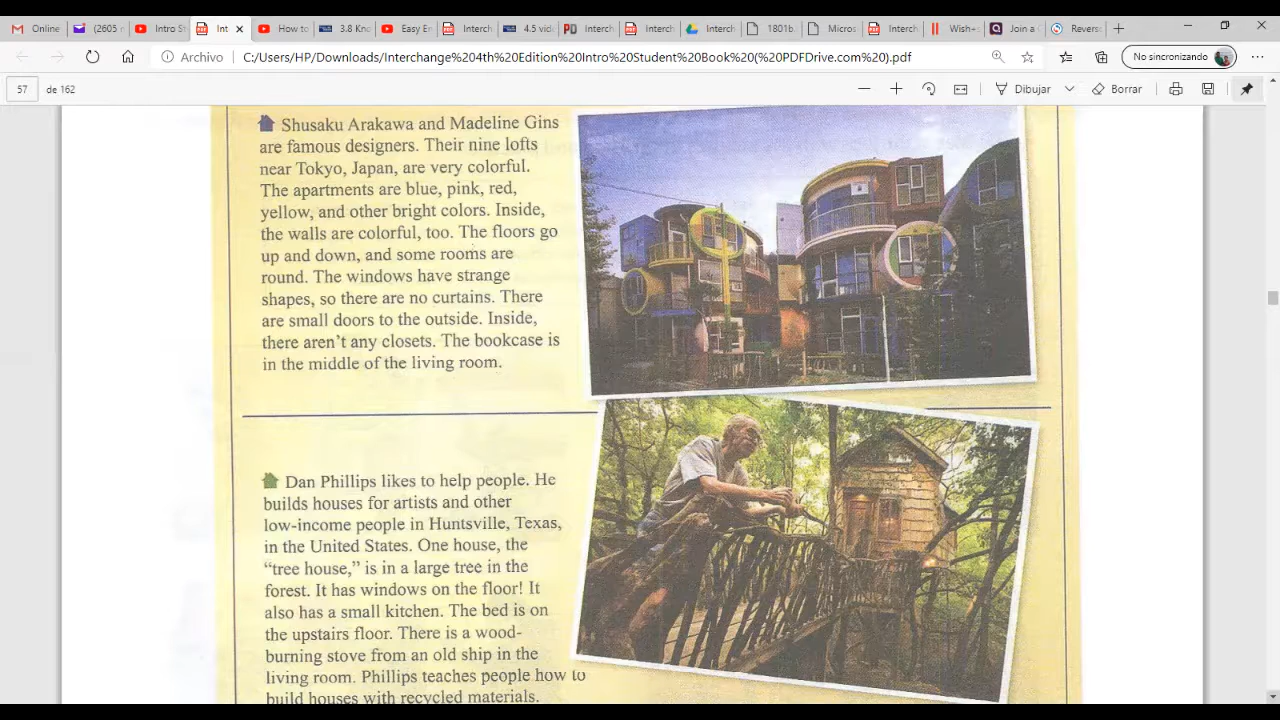 Online
(2605
Intro S
Int
How to
3.8 Kno
Easy E
Interch
4.5 vid
Interch
Interch
Interch
1801b
Micros
Interch
Wish-
Join a
Revers
Archivo
C:/Users/HP/Downloads/Interchange%204th%20Edition%20Intro%20Student%20Book%20(%20PDFDrive.com%20).pdf
No sincronizando
57
de 162
Dibujar
Borrar
Shusaku Arakawa and Madeline Gins
are famous designers. Their nine lofts
near Tokyo, Japan, are very colorful.
The apartments are blue, pink, red,
yellow, and other bright colors. Inside,
the walls are colorful, too. The floors go
up and down, and some rooms are
round. The windows have strange
shapes, so there are no curtains. There
are small doors to the outside. Inside,
there aren't any closets. The bookcase is
in the middle of the living room.
Dan Phillips likes to help people. He
builds houses for artists and other
low-income people in Huntsville, Texas,
in the United States. One house, the
“tree house,” is in a large tree in the
forest. It has windows on the floor! It
also has a small kitchen. The bed is on
the upstairs floor. There is a wood-
burning stove from an old ship in the
living room. Phillips teaches people how to
build houses with recycled materials.